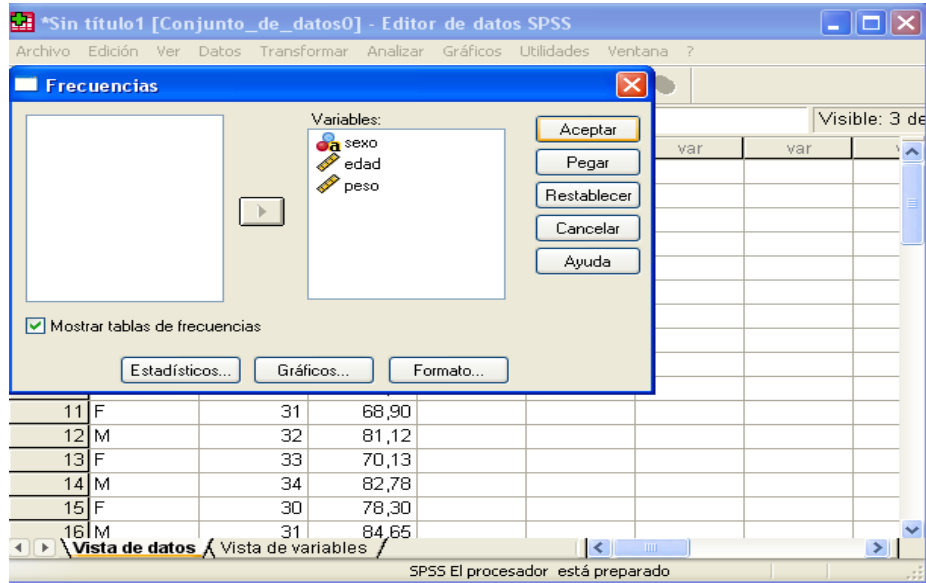 *Sin título1 [Conjunto_de_datos0] - Editor de datos SPSS
Archivo Edición Ver Datos Transformar Analizar Gráficos Utilidades Ventana ?
Frecuencias
Visible: 3 de
var var
Variables:
sexo
edad
peso
Aceptar
Pegar
Restablecer
Cancelar
Ayuda
Mostrar tablas de frecuencias
Estadísticos... Gráficos... Formato...
11 F 31 68,90
12 M 32 81,12
13 F 33 70,13
14 M 34 82,78
15 F 30 78,30
16 M 31 84,65
Vista de datos Vista de variables
SPSS El procesador está preparado